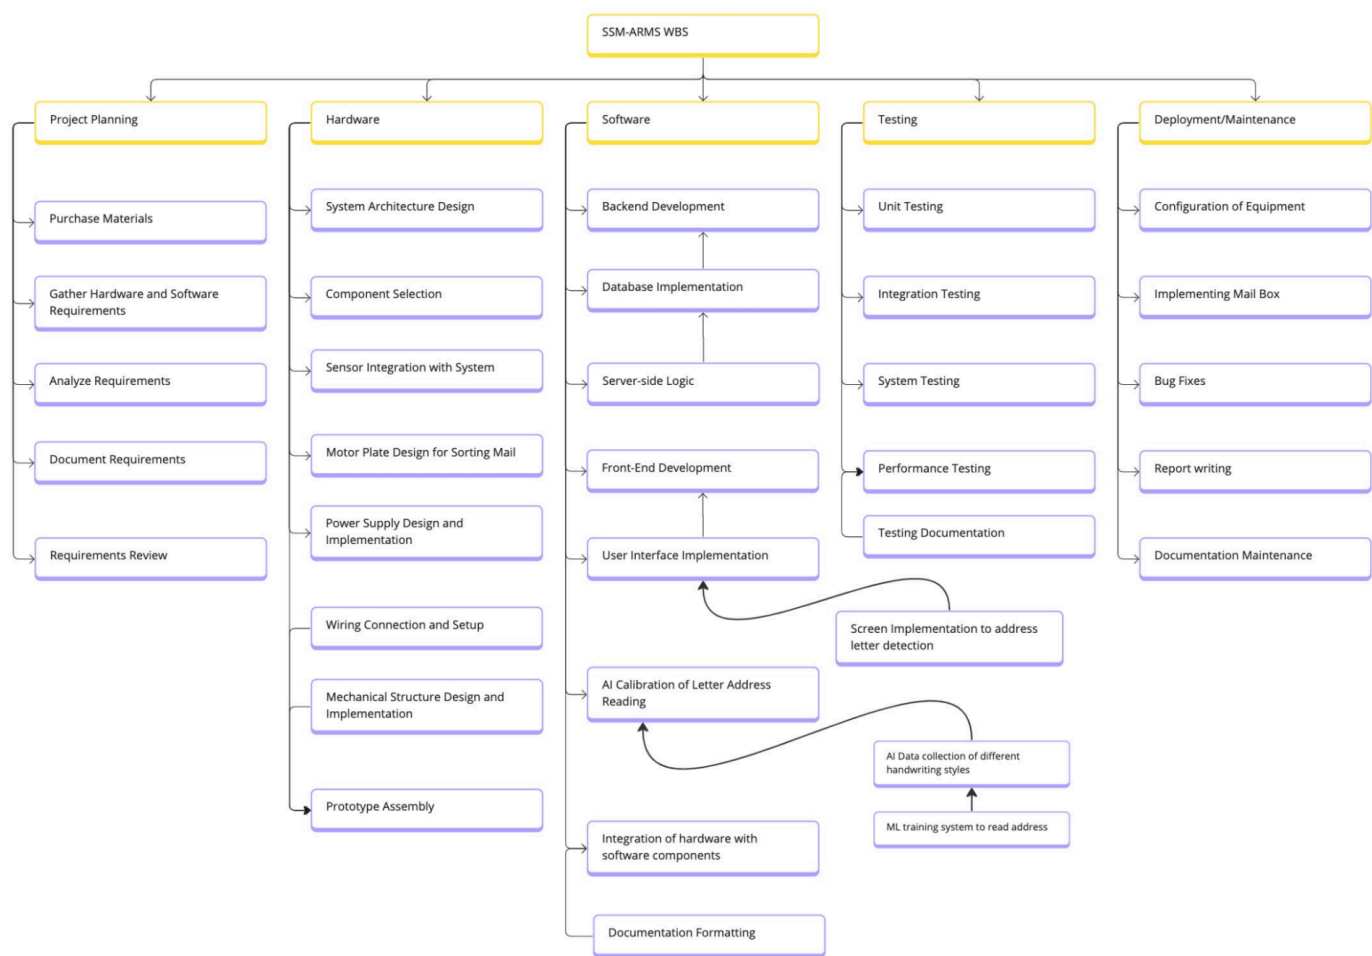 SSM-ARMS WBS
Project Planning
Purchase Materials
Gather Hardware and Software
Requirements
Analyze Requirements
Document Requirements
Requirements Review
Hardware
System Architecture Design
Component Selection
Sensor Integration with System
Motor Plate Design for Sorting Mail
Power Supply Design and
Implementation
Wiring Connection and Setup
Mechanical Structure Design and
Implementation
Prototype Assembly
Software
Backend Development
Database Implementation
Server-side Logic
Front-End Development
User Interface Implementation
Screen Implementation to address
letter detection
AI Calibration of Letter Address
Reading
AI Data collection of different
handwriting styles
ML training system to read address
Integration of hardware with
software components
Documentation Formatting
Testing
Unit Testing
Integration Testing
System Testing
Performance Testing
Testing Documentation
Deployment/Maintenance
Configuration of Equipment
Implementing Mail Box
Bug Fixes
Report writing
Documentation Maintenance